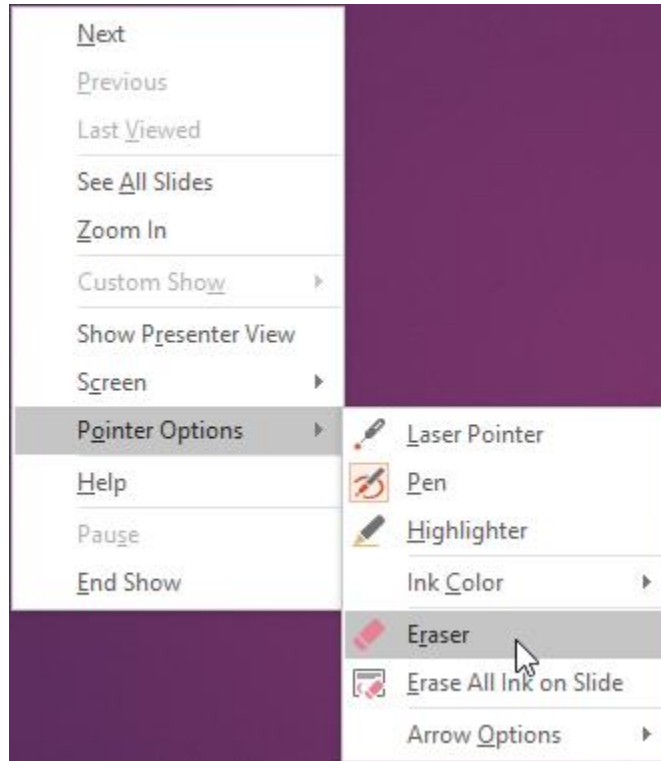 Next
Previous
Last Viewed
See All Slides
Zoom In
Custom Show
Show Presenter View
Screen
Pointer Options
Help
Pause
End Show
Laser Pointer
Pen
Highlighter
Ink Color
Eraser
Erase All Ink on Slide
Arrow Options